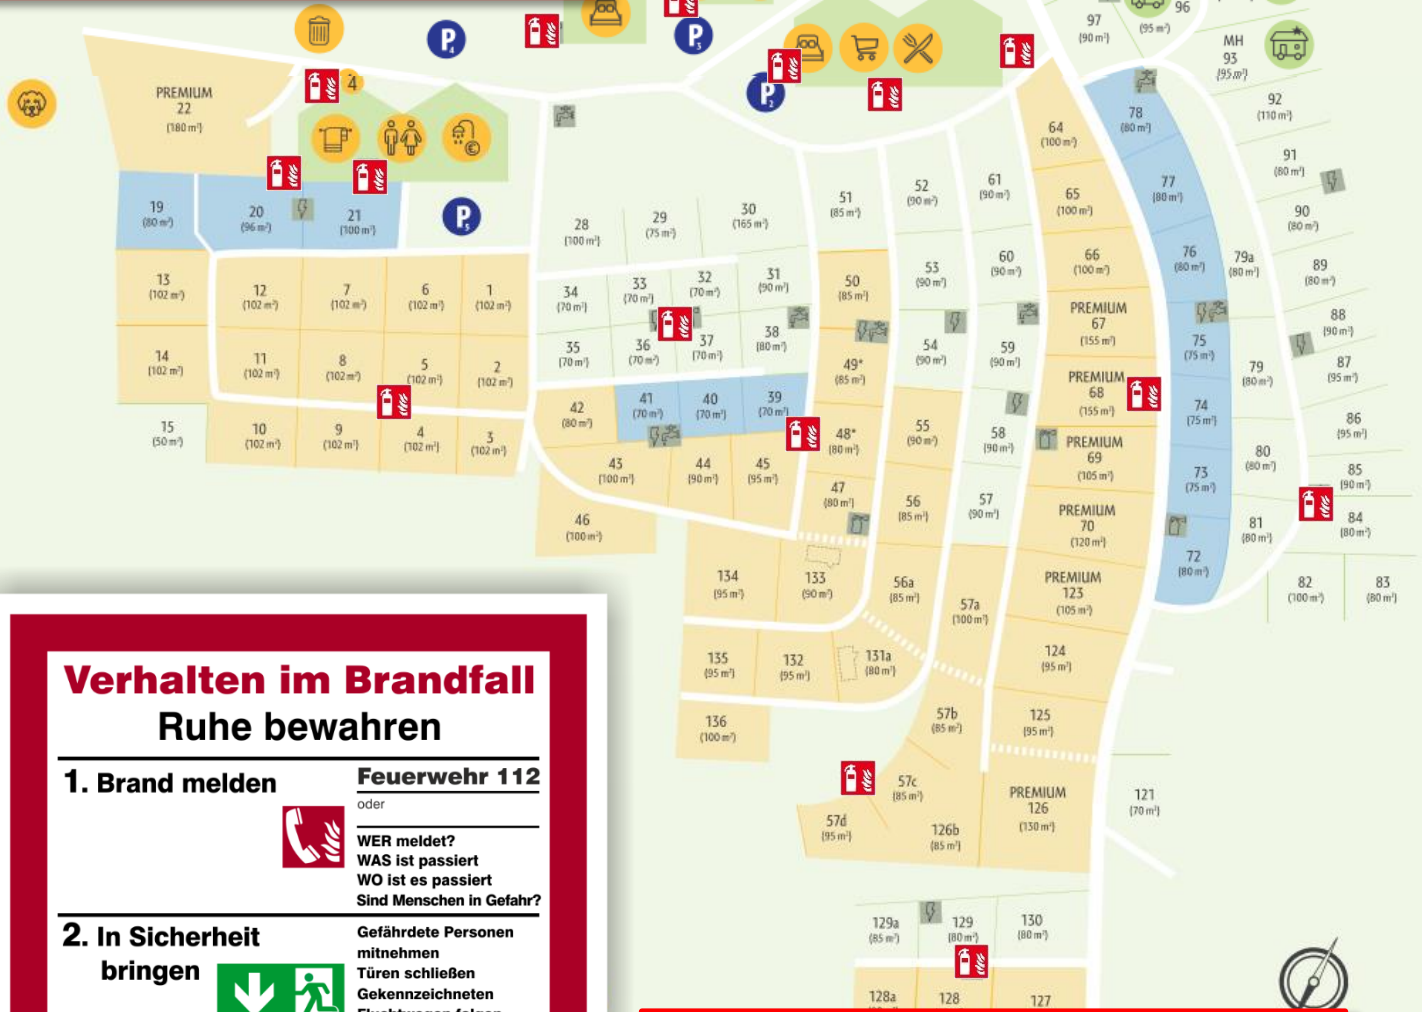 97
(90 m²)
96
(95 m²)
MH
93
(95 m²)
92
(110 m²)
91
(80 m²)
90
(80 m²)
89
(80 m²)
88
(90 m²)
87
(95 m²)
86
(95 m²)
85
(90 m²)
84
(80 m²)
83
(80 m²)
82
(100 m²)
81
(80 m²)
80
(80 m²)
79
(80 m²)
79a
(80 m²)
78
(80 m²)
77
(80 m²)
76
(80 m²)
75
(75 m²)
74
(75 m²)
73
(75 m²)
72
(80 m²)
P4
P3
P2
P5
4
€
PREMIUM
22
(180 m²)
19
(80 m²)
20
(96 m²)
21
(100 m²)
13
(102 m²)
12
(102 m²)
7
(102 m²)
6
(102 m²)
1
(102 m²)
14
(102 m²)
11
(102 m²)
8
(102 m²)
5
(102 m²)
2
(102 m²)
15
(50 m²)
10
(102 m²)
9
(102 m²)
4
(102 m²)
3
(102 m²)
28
(100 m²)
29
(75 m²)
30
(165 m²)
34
(70 m²)
33
(70 m²)
32
(70 m²)
31
(90 m²)
35
(70 m²)
36
(70 m²)
37
(70 m²)
38
(80 m²)
42
(80 m²)
41
(70 m²)
40
(70 m²)
39
(70 m²)
43
(100 m²)
44
(90 m²)
45
(95 m²)
46
(100 m²)
51
(85 m²)
50
(85 m²)
49*
(85 m²)
48*
(80 m²)
47
(80 m²)
52
(90 m²)
53
(90 m²)
54
(90 m²)
55
(90 m²)
56
(85 m²)
56a
(85 m²)
61
(90 m²)
60
(90 m²)
59
(90 m²)
58
(90 m²)
57
(90 m²)
57a
(100 m²)
57b
(85 m²)
57c
(85 m²)
57d
(95 m²)
64
(100 m²)
65
(100 m²)
66
(100 m²)
PREMIUM
67
(155 m²)
PREMIUM
68
(155 m²)
PREMIUM
69
(105 m²)
PREMIUM
70
(120 m²)
PREMIUM
123
(105 m²)
124
(95 m²)
125
(95 m²)
PREMIUM
126
(130 m²)
126b
(85 m²)
134
(95 m²)
133
(90 m²)
135
(95 m²)
132
(95 m²)
131a
(80 m²)
136
(100 m²)
121
(70 m²)
129a
(85 m²)
129
(80 m²)
130
(80 m²)
128a
128
127
Verhalten im Brandfall
Ruhe bewahren
1. Brand melden
Feuerwehr 112
oder
WER meldet?
WAS ist passiert
WO ist es passiert
Sind Menschen in Gefahr?
2. In Sicherheit
bringen
Gefährdete Personen
mitnehmen
Türen schließen
Gekennzeichneten
Fluchtwegen folgen